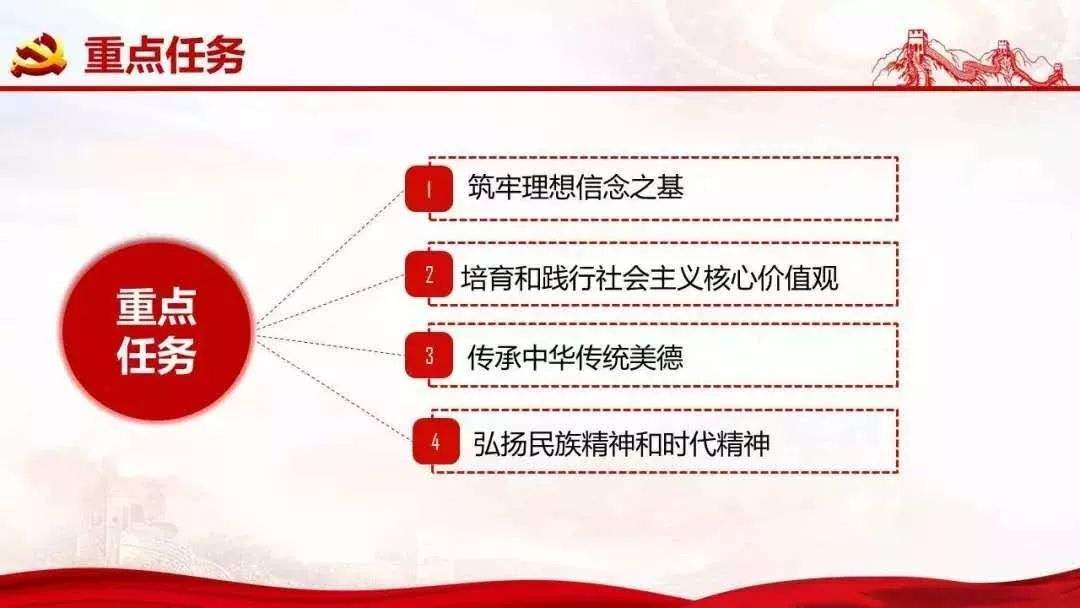 重点任务
重点
任务
1 筑牢理想信念之基
2 培育和践行社会主义核心价值观
3 传承中华传统美德
4 弘扬民族精神和时代精神